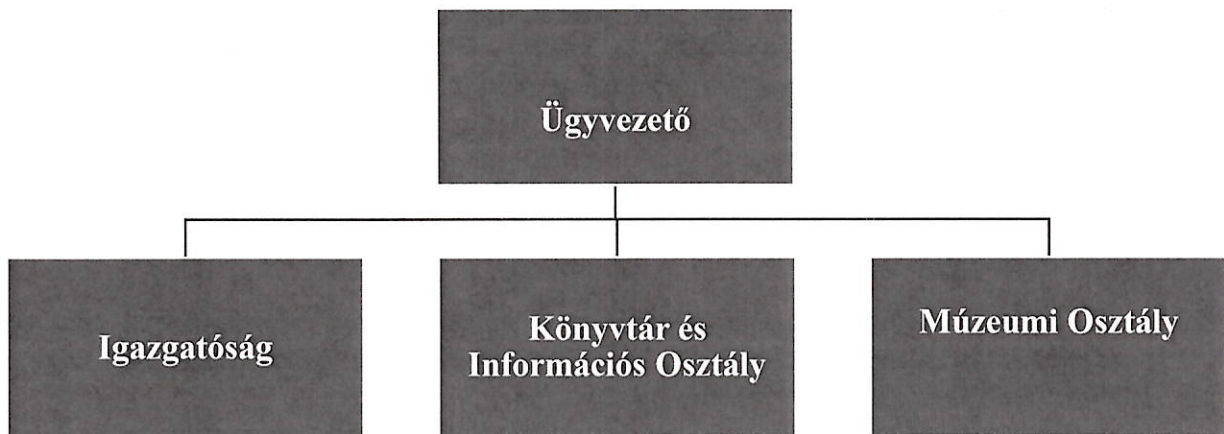 Ügyvezető
Igazgatóság
Könyvtár és
Információs Osztály
Múzeumi Osztály